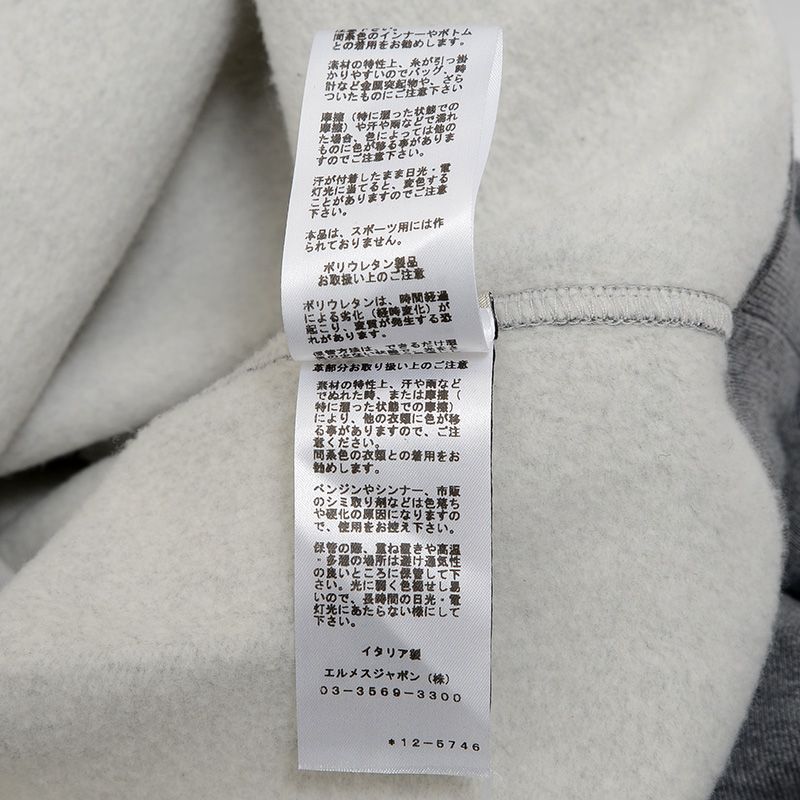 間系色のインナーやボトム
との着用をお勧めします。
素材の特性上、糸が引っ掛
かりやすいのでバッグ、時
計など金属突起物や、ざら
ついたものにご注意下さい
摩擦（特に湿った状態での
摩擦）や汗や雨などで濡れ
た場合、色によっては他の
ものに色が移る事がありま
すのでご注意下さい。
汗が付着したまま日光・電
灯光に当てると、変色する
ことがありますのでご注意
下さい。
本品は、スポーツ用には作
られておりません。
ポリウレタン製品
お取扱い上のご注意
ポリウレタンは、時間経過
による劣化（経時変化）が
起こり、変質が発生する恐
れ
革部分お取り扱い上のご注意
素材の特性上、汗や雨など
でぬれた時、または摩擦（
特に湿った状態での摩擦）
により、他の衣類に色が移
る事がありますので、ご注
意ください。
同系色の衣類との着用をお
勧めします。
ベンジンやシンナー、市販
のシミ取り剤などは色落ち
や硬化の原因になりますの
で、使用をお控え下さい。
保管の際、重ね置きや高温
・多湿の場所は避け通気性
の良いところに保管して下
さい。光に弱く色褪せし易
いので、長時間の日光・電
灯光にあたらない様にして
下さい。
イタリア製
エルメスジャポン（株）
03-3569-3300
*12-5746